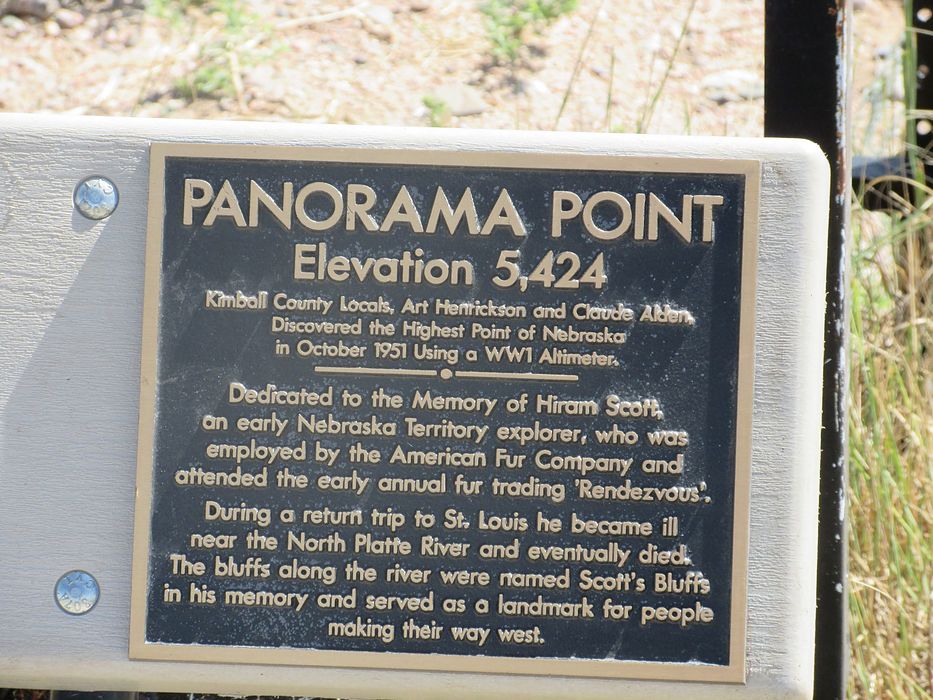 PANORAMA POINT
Elevation 5,424
Kimball County Locals, Art Henrickson and Claude Alden,
Discovered the Highest Point of Nebraska
in October 1951 Using a WW1 Altimeter.
Dedicated to the Memory of Hiram Scott,
an early Nebraska Territory explorer, who was
employed by the American Fur Company and
attended the early annual fur trading 'Rendezvous'.
During a return trip to St. Louis he became ill
near the North Platte River and eventually died.
The bluffs along the river were named Scott's Bluffs
in his memory and served as a landmark for people
making their way west.